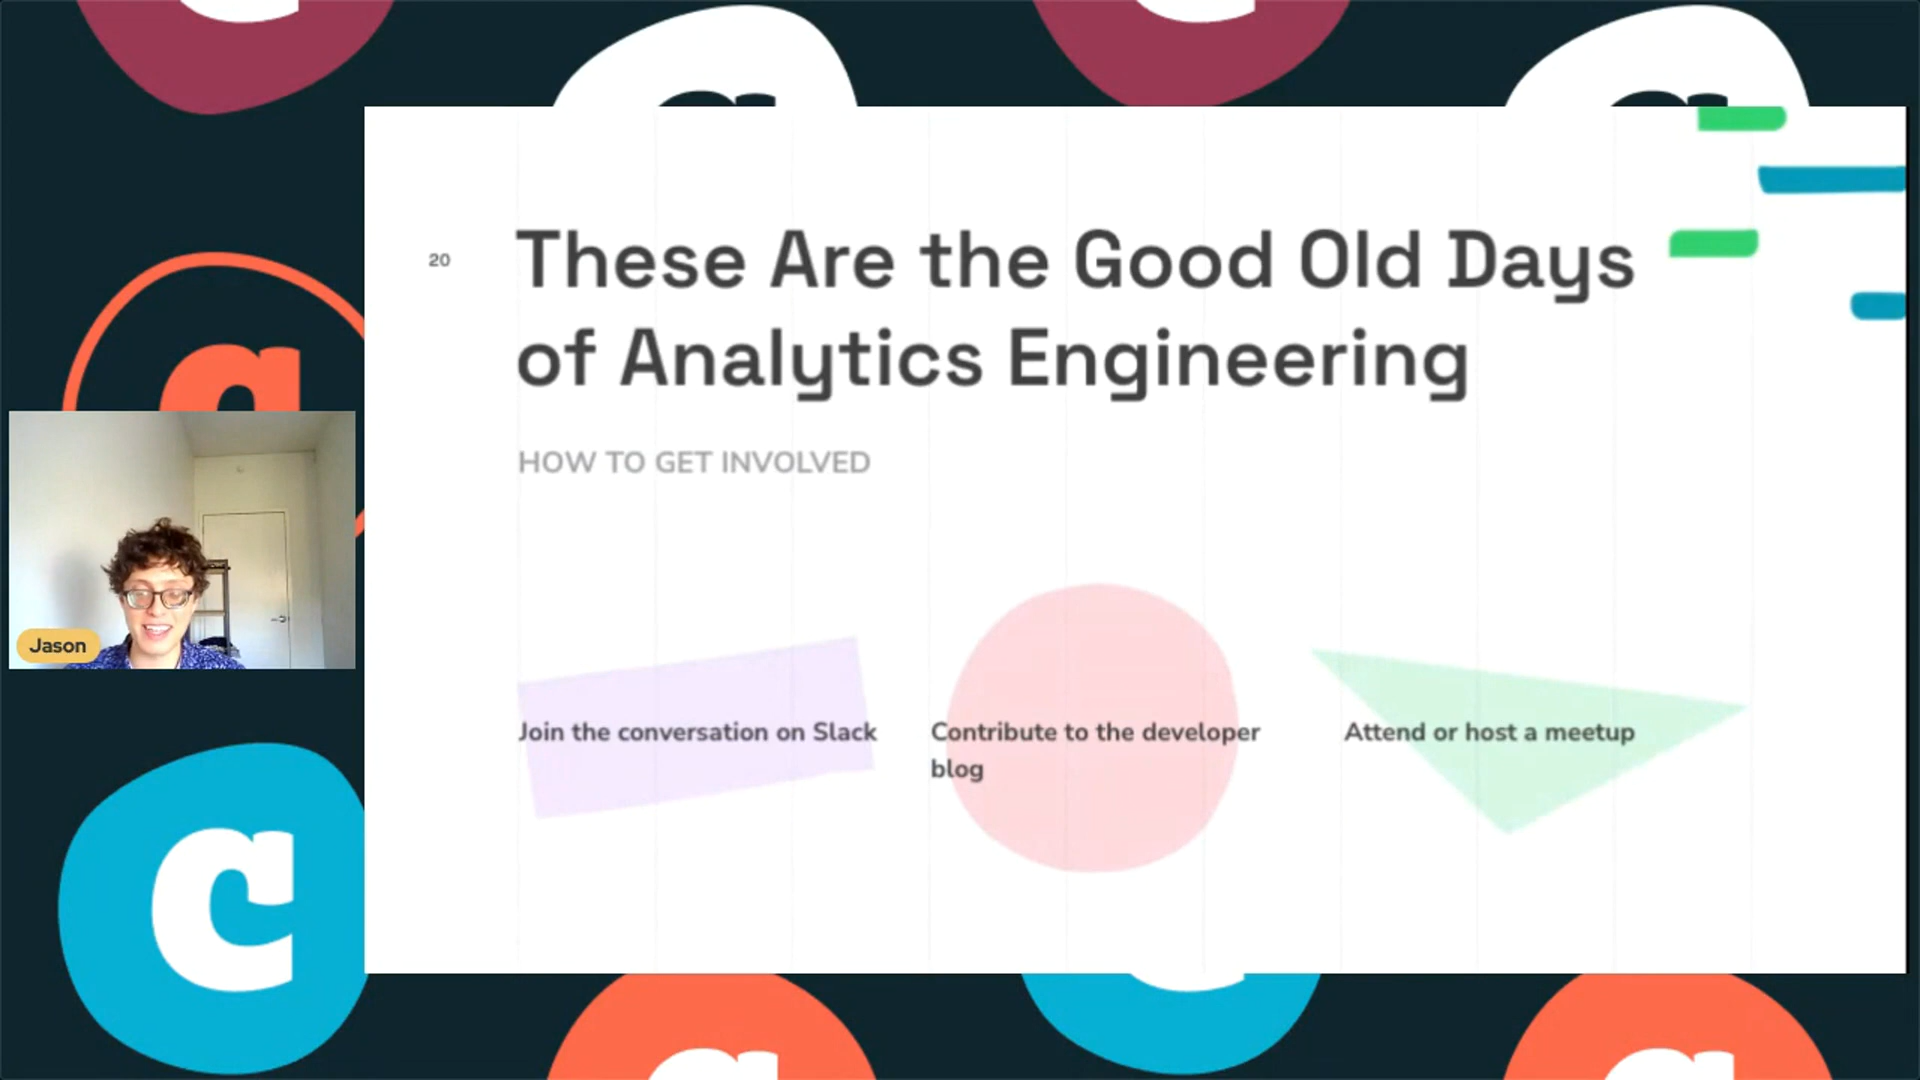 20
These Are the Good Old Days
of Analytics Engineering
HOW TO GET INVOLVED
Join the conversation on Slack
Contribute to the developer
blog
Attend or host a meetup
Jason